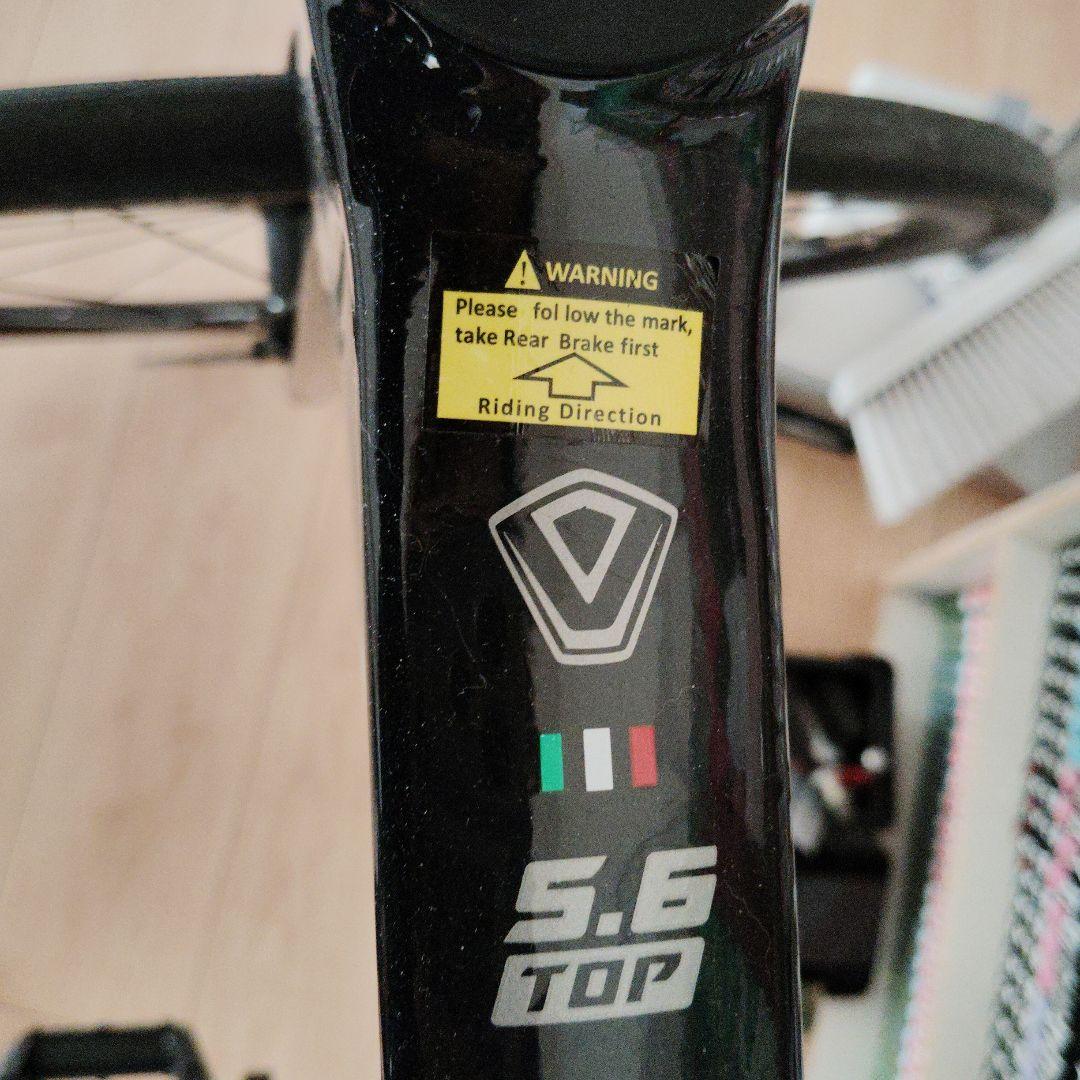 WARNING
Please fol low the mark,
take Rear Brake first
Riding Direction
5.6
TOP